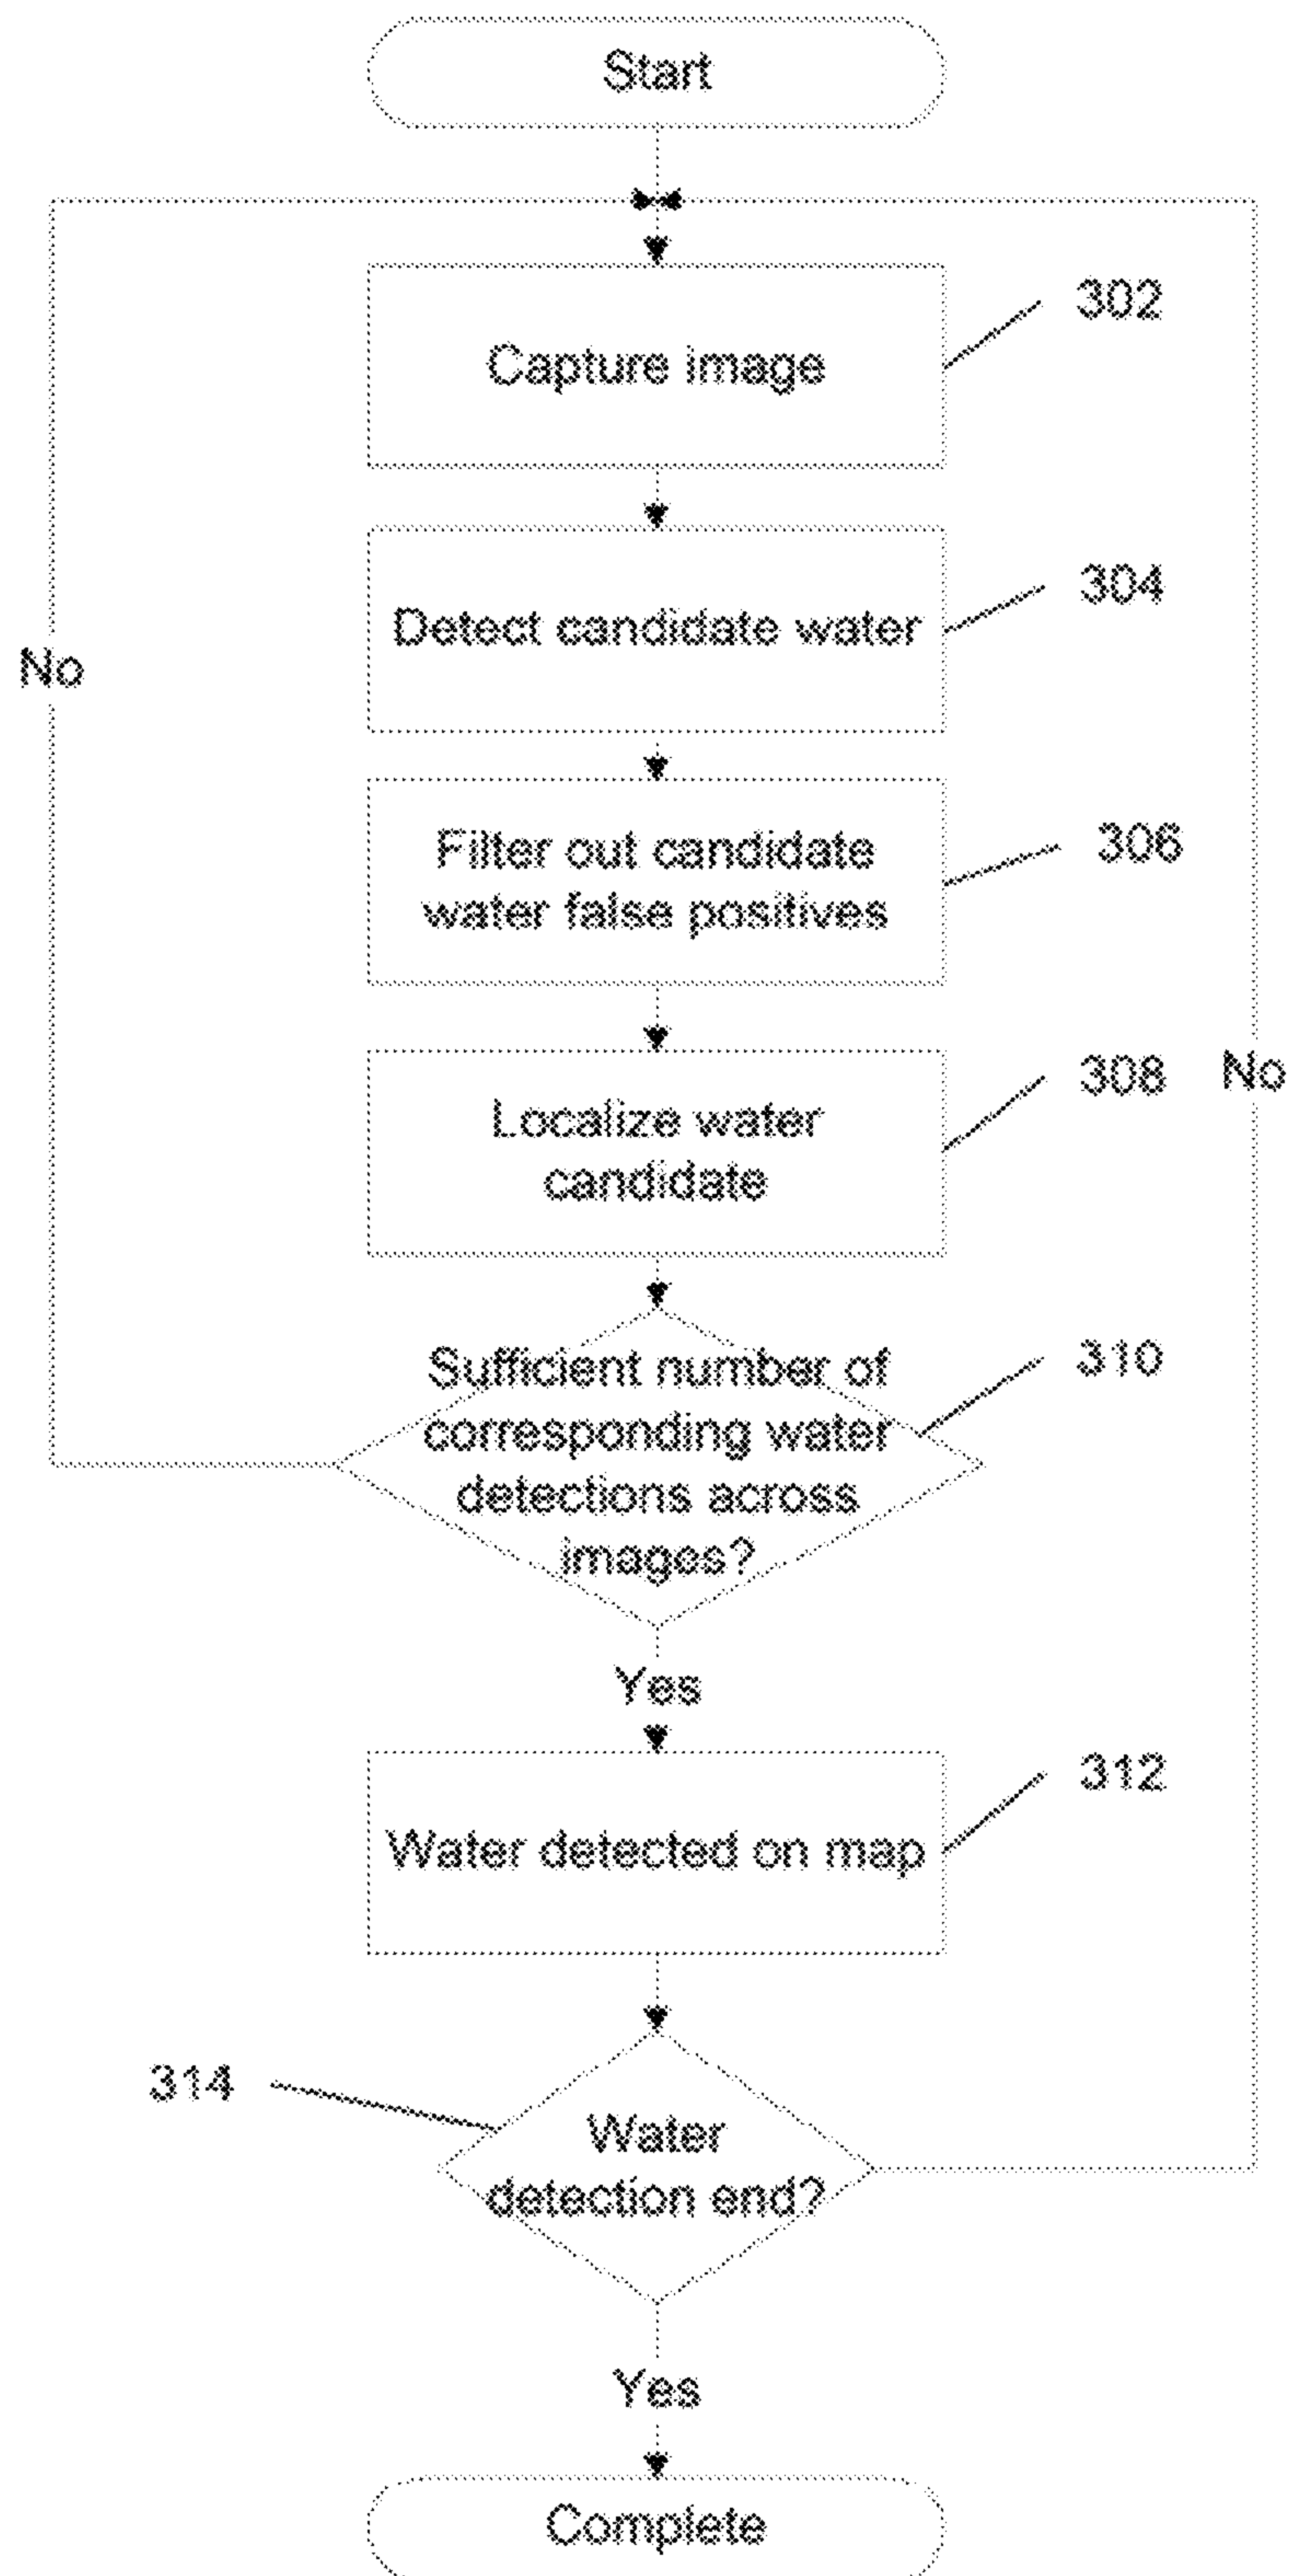 Start
302
Capture image
304
Detect candidate water
No
306
Filter out candidate
water false positives
308
No
Localize water
candidate
310
Sufficient number of
corresponding water
detections across
images?
Yes
312
Water detected on map
314
Water
detection end?
Yes
Complete